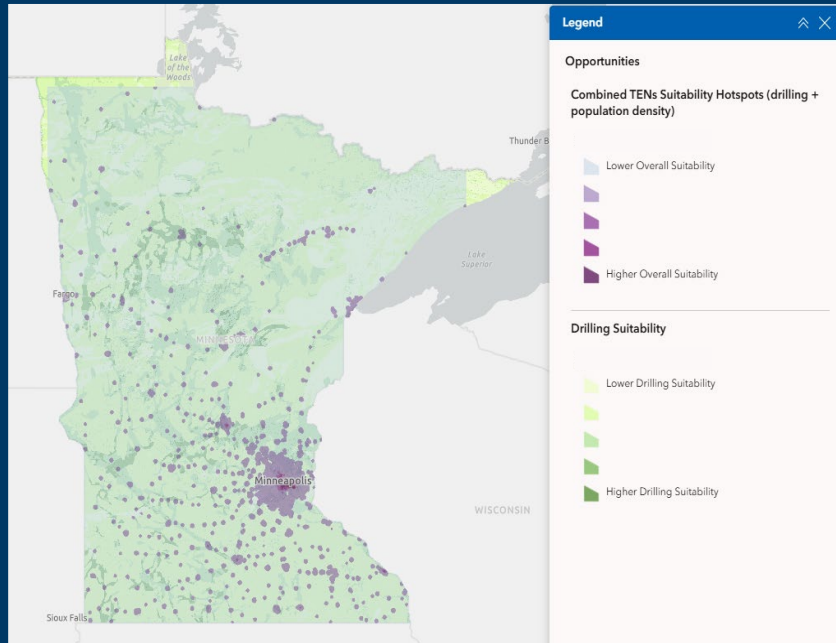 Legend
Opportunities
Combined TENs Suitability Hotspots (drilling +
population density)
Lower Overall Suitability
Higher Overall Suitability
Drilling Suitability
Lower Drilling Suitability
Higher Drilling Suitability
Lake
of the
Woods
Thunder B
Lake
Superior
Fargo
MINNESOTA
Minneapolis
WISCONSIN
Sioux Falls